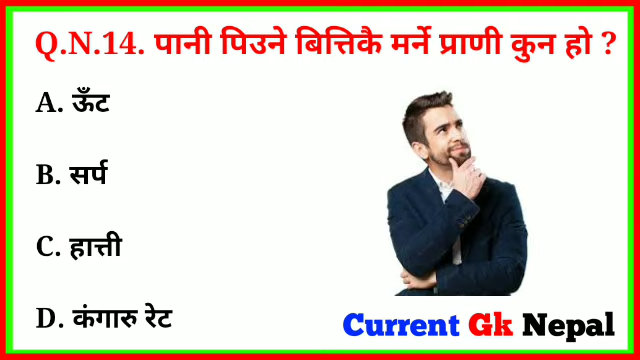 Q.N.14. पानी पिउने बित्तिकै मर्ने प्राणी कुन हो ?
A. ऊँट
B. सर्प
C. हात्ती
D. कंगारु रेट
Current Gk Nepal